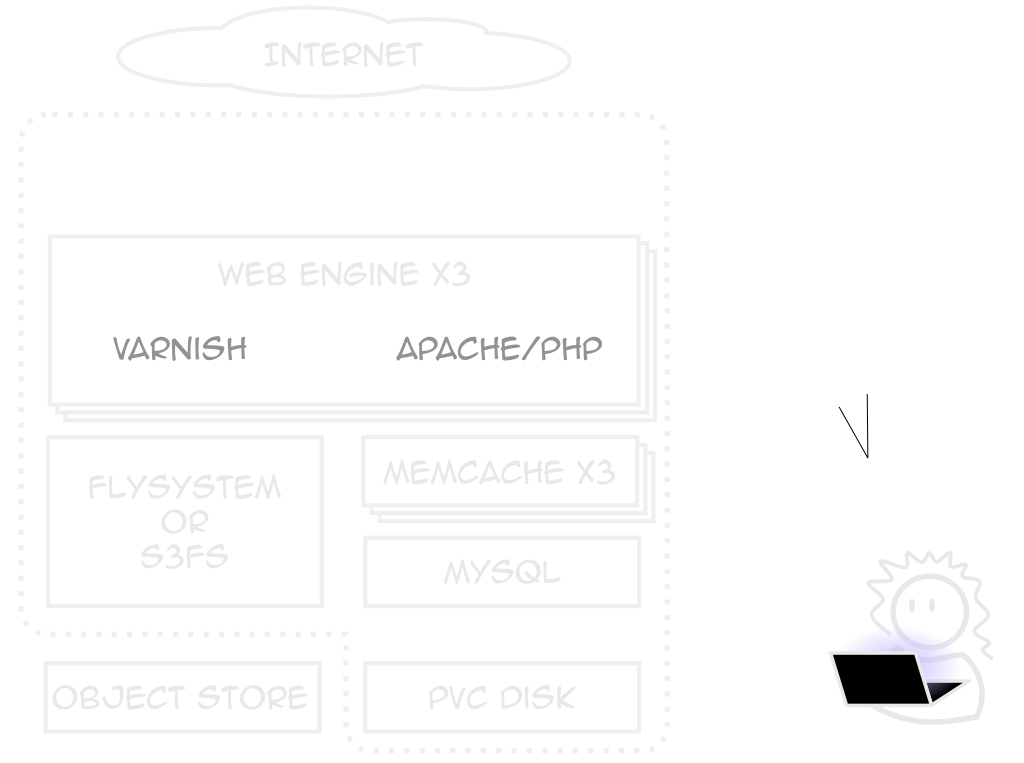 INTERNET
WEB ENGINE X3
VARNISH
APACHE/PHP
FLYSYSTEM
OR
S3FS
MEMCACHE X3
MYSQL
OBJECT STORE
PVC DISK